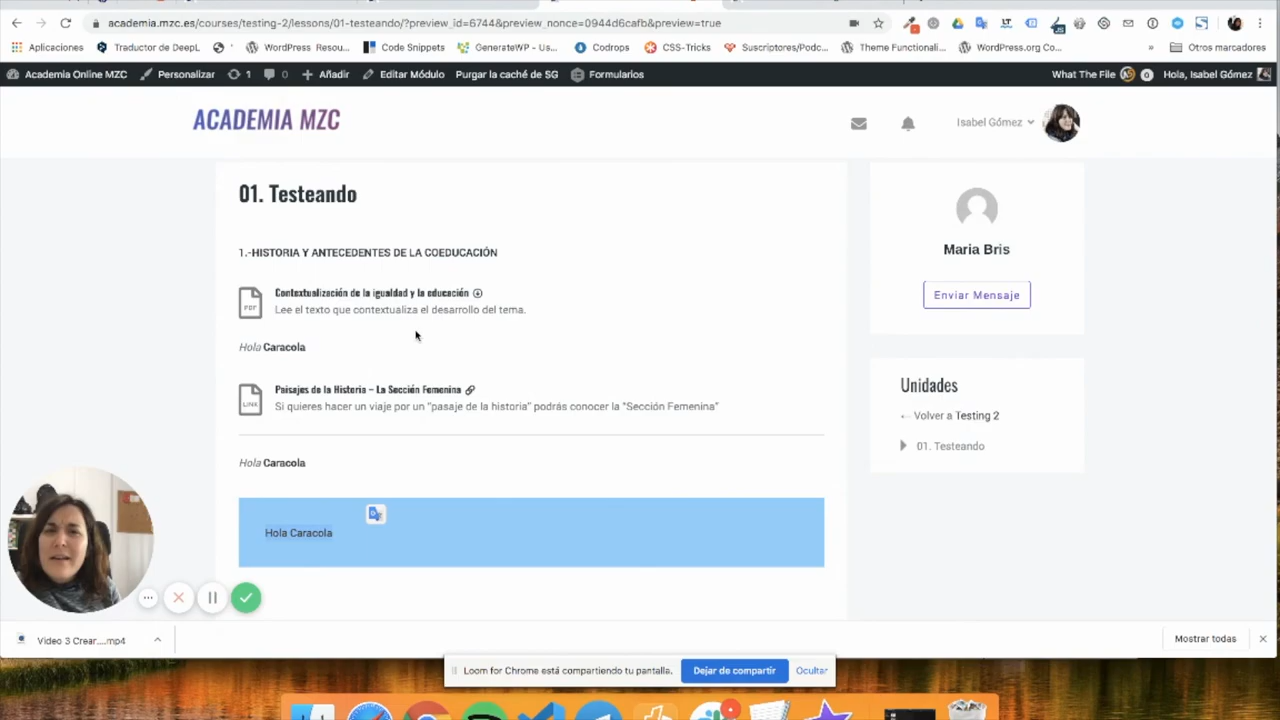 academia.mzc.es/courses/testing-2/lessons/01-testeando/?preview_id=6744&preview_nonce=0944d6cafb&preview=true
Aplicaciones
Traductor de DeepL
WordPress Resou...
Code Snippets
GenerateWP - Us...
Codrops
CSS-Tricks
Suscriptores/Podc...
Theme Functionali...
WordPress.org Co...
»
Otros marcadores
Academia Online MZC
Personalizar
1
0
Añadir
Editar Módulo
Purgar la caché de SG
Formularios
What The File
0
Hola, Isabel Gómez
ACADEMIA MZC
Isabel Gómez
01. Testeando
1.-HISTORIA Y ANTECEDENTES DE LA COEDUCACIÓN
PDF
Contextualización de la igualdad y la educación
Lee el texto que contextualiza el desarrollo del tema.
Hola Caracola
LINK
Paisajes de la Historia – La Sección Femenina
Si quieres hacer un viaje por un "pasaje de la historia" podrás conocer la "Sección Femenina"
Hola Caracola
Hola Caracola
Maria Bris
Enviar Mensaje
Unidades
← Volver a Testing 2
01. Testeando
Video 3 Crear....mp4
Mostrar todas
Loom for Chrome está compartiendo tu pantalla.
Dejar de compartir
Ocultar